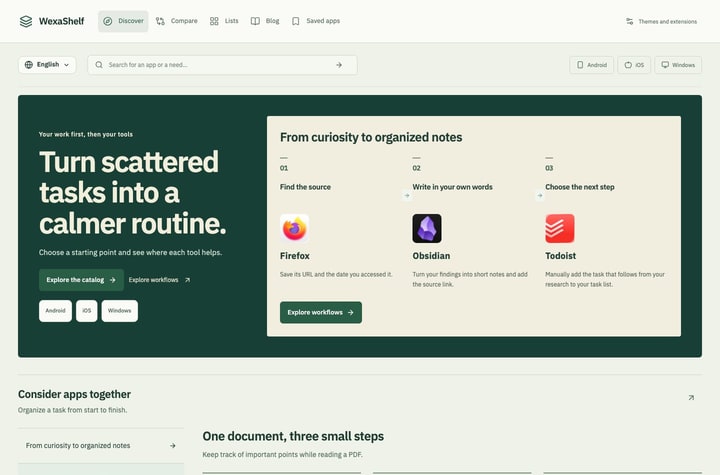 WexaShelf
Discover
Compare
Lists
Blog
Saved apps
Themes and extensions
English
Search for an app or a need...
Android
iOS
Windows
Your work first, then your tools
Turn scattered
tasks into a
calmer routine.
Choose a starting point and see where each tool helps.
Explore the catalog
Explore workflows
Android
iOS
Windows
From curiosity to organized notes
01
Find the source
Firefox
Save its URL and the date you accessed it.
02
Write in your own words
Obsidian
Turn your findings into short notes and add
the source link.
03
Choose the next step
Todoist
Manually add the task that follows from your
research to your task list.
Explore workflows
Consider apps together
Organize a task from start to finish.
From curiosity to organized notes
One document, three small steps
Keep track of important points while reading a PDF.